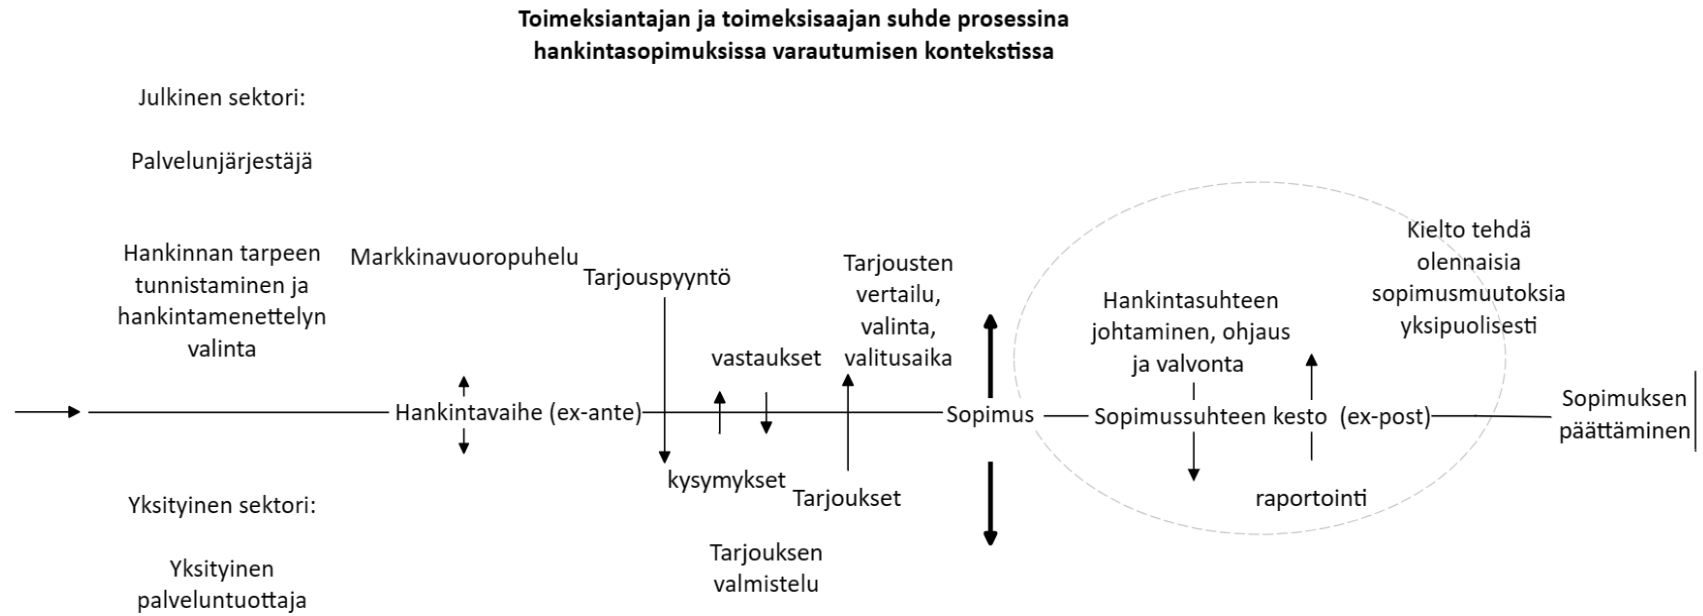 Toimeksiantajan ja toimeksisaajan suhde prosessina
hankintasopimuksissa varautumisen kontekstissa
Julkinen sektori:
Palvelunjärjestäjä
Hankinnan tarpeen
tunnistaminen ja
hankintamenettelyn
valinta
Markkinavuoropuhelu
Tarjouspyyntö
vastaukset
Tarjousten
vertailu,
valinta,
valitusaika
Hankintasuhteen
johtaminen, ohjaus
ja valvonta
Kielto tehdä
olennaisia
sopimusmuutoksia
yksipuolisesti
Hankintavaihe (ex-ante)
Sopimus
Sopimussuhteen kesto (ex-post)
Sopimuksen
päättäminen
kysymykset
Tarjoukset
raportointi
Tarjouksen
valmistelu
Yksityinen sektori:
Yksityinen
palveluntuottaja